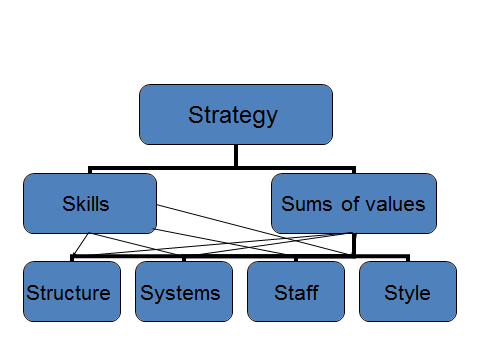 Strategy
Skills
Sums of values
Structure
Systems
Staff
Style